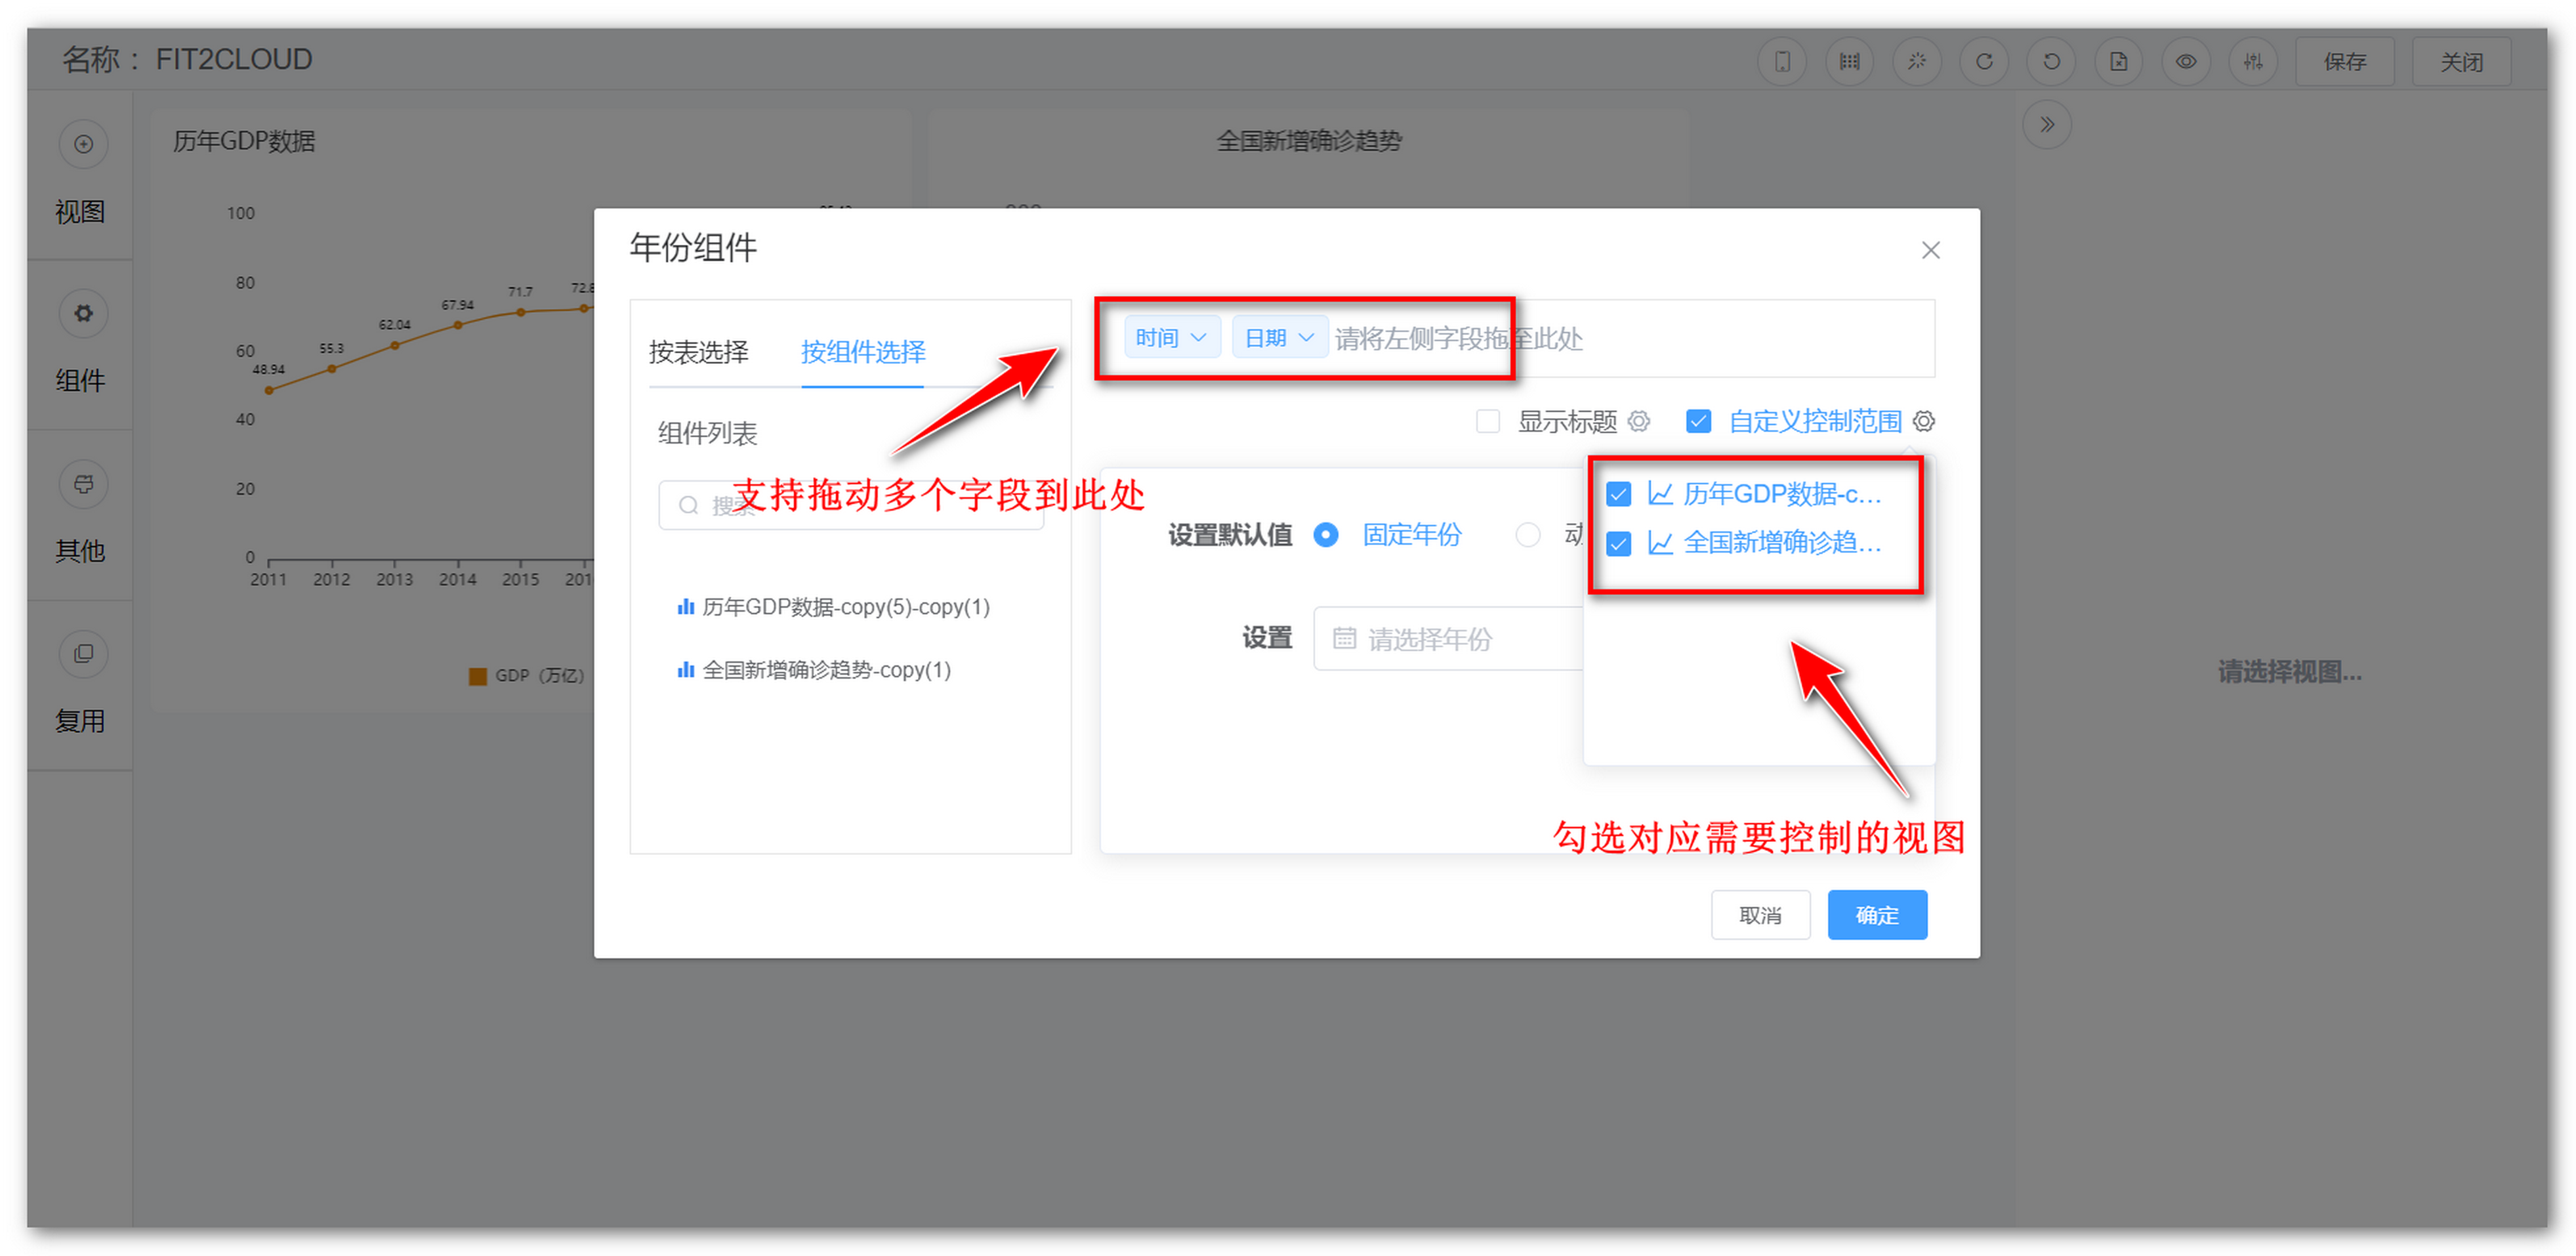 名称： FIT2CLOUD
保存
关闭
视图
组件
其他
复用
历年GDP数据
100
80
60
40
20
0
48.94
55.3
62.04
67.94
71.7
72.8
2011
2012
2013
2014
2015
201
GDP（万亿）
全国新增确诊趋势
年份组件
按表选择
按组件选择
组件列表
搜索
支持拖动多个字段到此处
历年GDP数据-copy(5)-copy(1)
全国新增确诊趋势-copy(1)
时间
日期
请将左侧字段拖至此处
显示标题
自定义控制范围
历年GDP数据-c...
全国新增确诊趋...
设置默认值
固定年份
动
设置
请选择年份
勾选对应需要控制的视图
取消
确定
请选择视图...